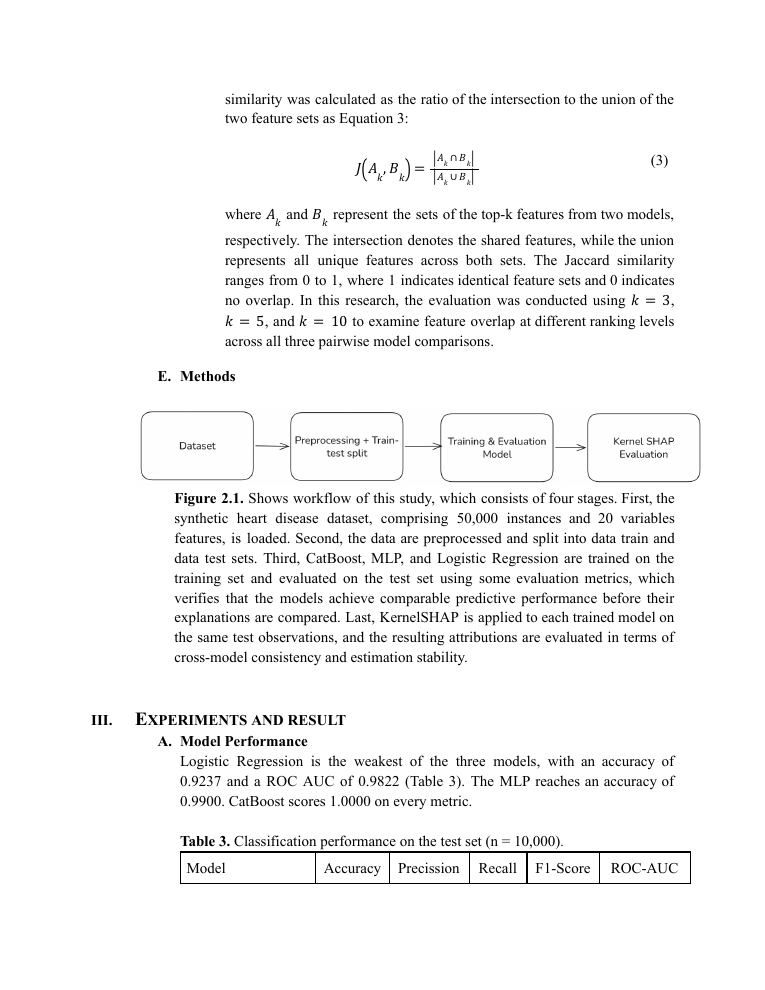 similarity was calculated as the ratio of the intersection to the union of the
two feature sets as Equation 3:
J(A_k, B_k) = |A_k ∩ B_k| / |A_k ∪ B_k| (3)
where A_k and B_k represent the sets of the top-k features from two models,
respectively. The intersection denotes the shared features, while the union
represents all unique features across both sets. The Jaccard similarity
ranges from 0 to 1, where 1 indicates identical feature sets and 0 indicates
no overlap. In this research, the evaluation was conducted using k = 3,
k = 5, and k = 10 to examine feature overlap at different ranking levels
across all three pairwise model comparisons.
E. Methods
Dataset
Preprocessing + Train-
test split
Training & Evaluation
Model
Kernel SHAP
Evaluation
Figure 2.1. Shows workflow of this study, which consists of four stages. First, the
synthetic heart disease dataset, comprising 50,000 instances and 20 variables
features, is loaded. Second, the data are preprocessed and split into data train and
data test sets. Third, CatBoost, MLP, and Logistic Regression are trained on the
training set and evaluated on the test set using some evaluation metrics, which
verifies that the models achieve comparable predictive performance before their
explanations are compared. Last, KernelSHAP is applied to each trained model on
the same test observations, and the resulting attributions are evaluated in terms of
cross-model consistency and estimation stability.
III. EXPERIMENTS AND RESULT
A. Model Performance
Logistic Regression is the weakest of the three models, with an accuracy of
0.9237 and a ROC AUC of 0.9822 (Table 3). The MLP reaches an accuracy of
0.9900. CatBoost scores 1.0000 on every metric.
Table 3. Classification performance on the test set (n = 10,000).
Model Accuracy Precission Recall F1-Score ROC-AUC